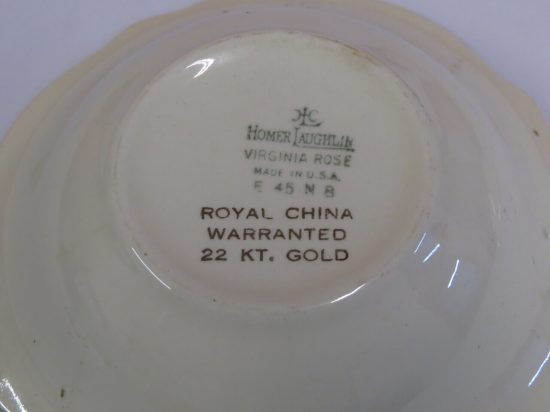 HLC
HOMER LAUGHLIN
VIRGINIA ROSE
MADE IN U.S.A.
E 45 N 8
ROYAL CHINA
WARRANTED
22 KT. GOLD